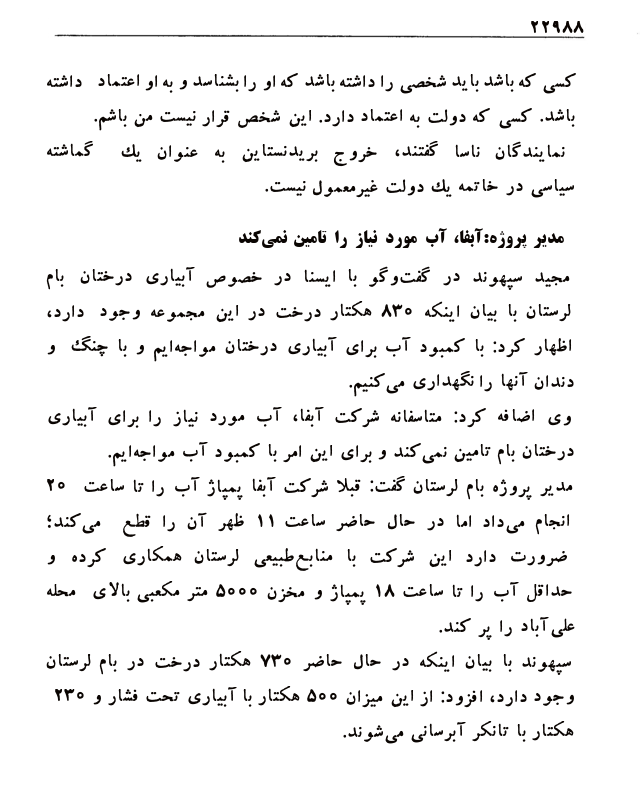 ۲۲۹۸۸
کسی که باشد باید شخصی را داشته باشد که او را بشناسد و به او اعتماد داشته
باشد. کسی که دولت به اعتماد دارد. این شخص قرار نیست من باشم.
نمایندگان ناسا گفتند، خروج بریدنستاین به عنوان یك گماشته
سیاسی در خاتمه یك دولت غیرمعمول نیست.
مدیر پروژه:آبفا، آب مورد نیاز را تامین نمی‌کند
مجید سپهوند در گفت‌وگو با ایسنا در خصوص آبیاری درختان بام
لرستان با بیان اینکه ۸۳۰ هکتار درخت در این مجموعه وجود دارد،
اظهار کرد: با کمبود آب برای آبیاری درختان مواجه‌ایم و با چنگ و
دندان آنها را نگهداری می‌کنیم.
وی اضافه کرد: متاسفانه شرکت آبفا، آب مورد نیاز را برای آبیاری
درختان بام تامین نمی‌کند و برای این امر با کمبود آب مواجه‌ایم.
مدیر پروژه بام لرستان گفت: قبلا شرکت آبفا پمپاژ آب را تا ساعت ۲۰
انجام می‌داد اما در حال حاضر ساعت ۱۱ ظهر آن را قطع می‌کند؛
ضرورت دارد این شرکت با منابع‌طبیعی لرستان همکاری کرده و
حداقل آب را تا ساعت ۱۸ پمپاژ و مخزن ۵۰۰۰ متر مکعبی بالای محله
علی‌آباد را پر کند.
سپهوند با بیان اینکه در حال حاضر ۷۳۰ هکتار درخت در بام لرستان
وجود دارد، افزود: از این میزان ۵۰۰ هکتار با آبیاری تحت فشار و ۲۳۰
هکتار با تانکر آبرسانی می‌شوند.